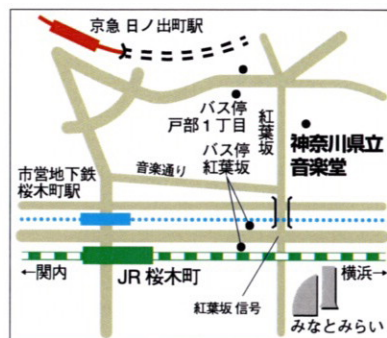 京急 日ノ出町駅
バス停
戸部1丁目
紅葉坂
神奈川県立
音楽堂
バス停
紅葉坂
音楽通り
市営地下鉄
桜木町駅
←関内
JR 桜木町
横浜→
紅葉坂 信号
みなとみらい